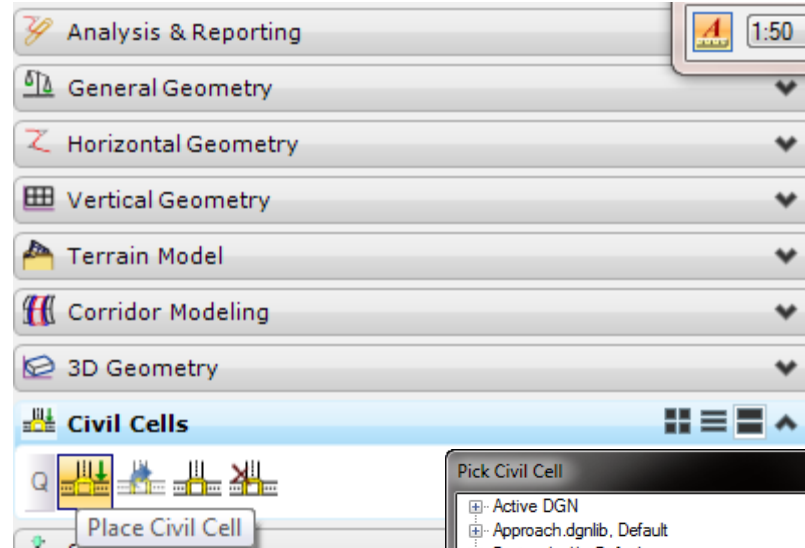 Analysis & Reporting
1:50
General Geometry
Horizontal Geometry
Vertical Geometry
Terrain Model
Corridor Modeling
3D Geometry
Civil Cells
Q
Pick Civil Cell
Active DGN
Approach.dgnlib, Default
Place Civil Cell